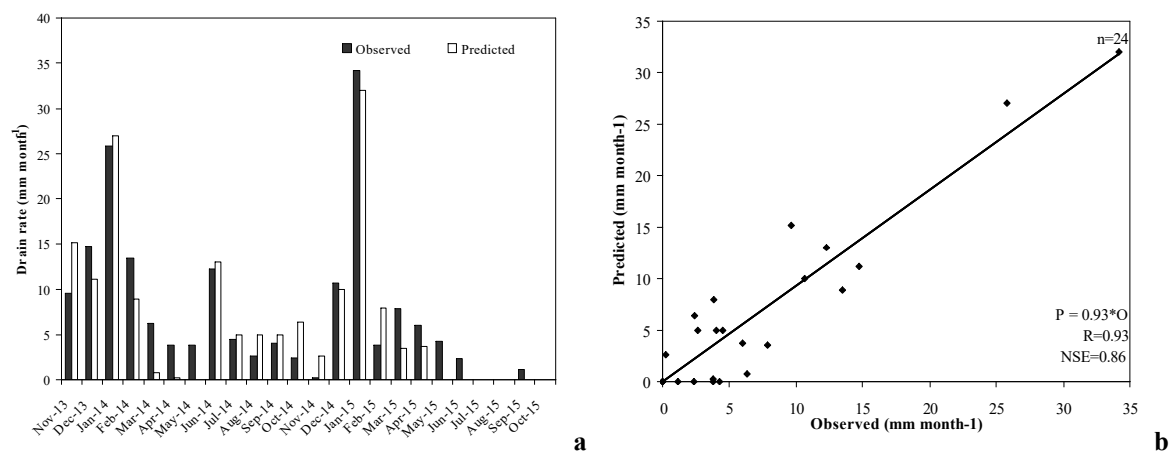 40
35
30
25
20
15
10
5
0
Drain rate (mm month¹)
Observed
Predicted
Nov-13
Dec-13
Jan-14
Feb-14
Mar-14
Apr-14
May-14
Jun-14
Jul-14
Aug-14
Sep-14
Oct-14
Nov-14
Dec-14
Jan-15
Feb-15
Mar-15
Apr-15
May-15
Jun-15
Jul-15
Aug-15
Sep-15
Oct-15
a
35
30
25
20
15
10
5
0
Predicted (mm month-1)
n=24
P = 0.93*O
R=0.93
NSE=0.86
0 5 10 15 20 25 30 35
Observed (mm month-1)
b